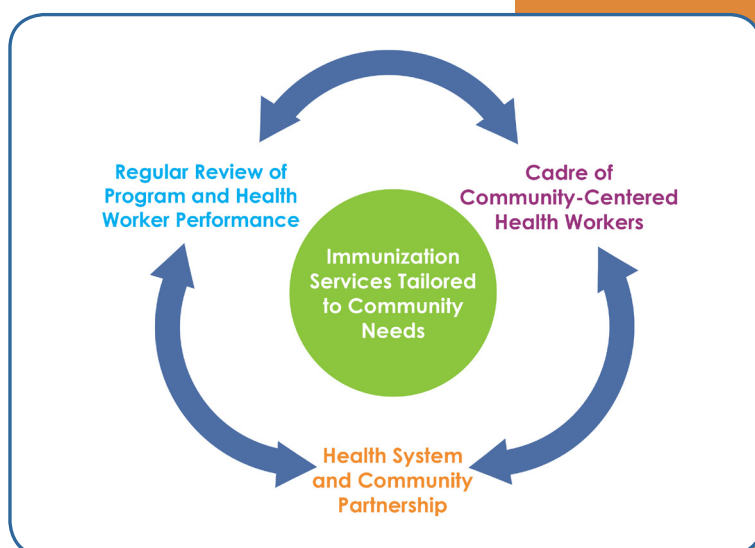 Regular Review of
Program and Health
Worker Performance
Cadre of
Community-Centered
Health Workers
Immunization
Services Tailored
to Community
Needs
Health System
and Community
Partnership